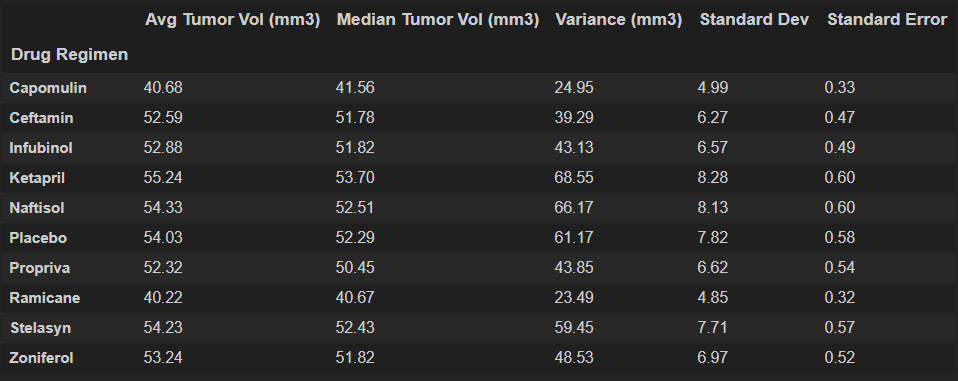 Avg Tumor Vol (mm3) Median Tumor Vol (mm3) Variance (mm3) Standard Dev Standard Error
Drug Regimen
Capomulin 40.68 41.56 24.95 4.99 0.33
Ceftamin 52.59 51.78 39.29 6.27 0.47
Infubinol 52.88 51.82 43.13 6.57 0.49
Ketapril 55.24 53.70 68.55 8.28 0.60
Naftisol 54.33 52.51 66.17 8.13 0.60
Placebo 54.03 52.29 61.17 7.82 0.58
Propriva 52.32 50.45 43.85 6.62 0.54
Ramicane 40.22 40.67 23.49 4.85 0.32
Stelasyn 54.23 52.43 59.45 7.71 0.57
Zoniferol 53.24 51.82 48.53 6.97 0.52